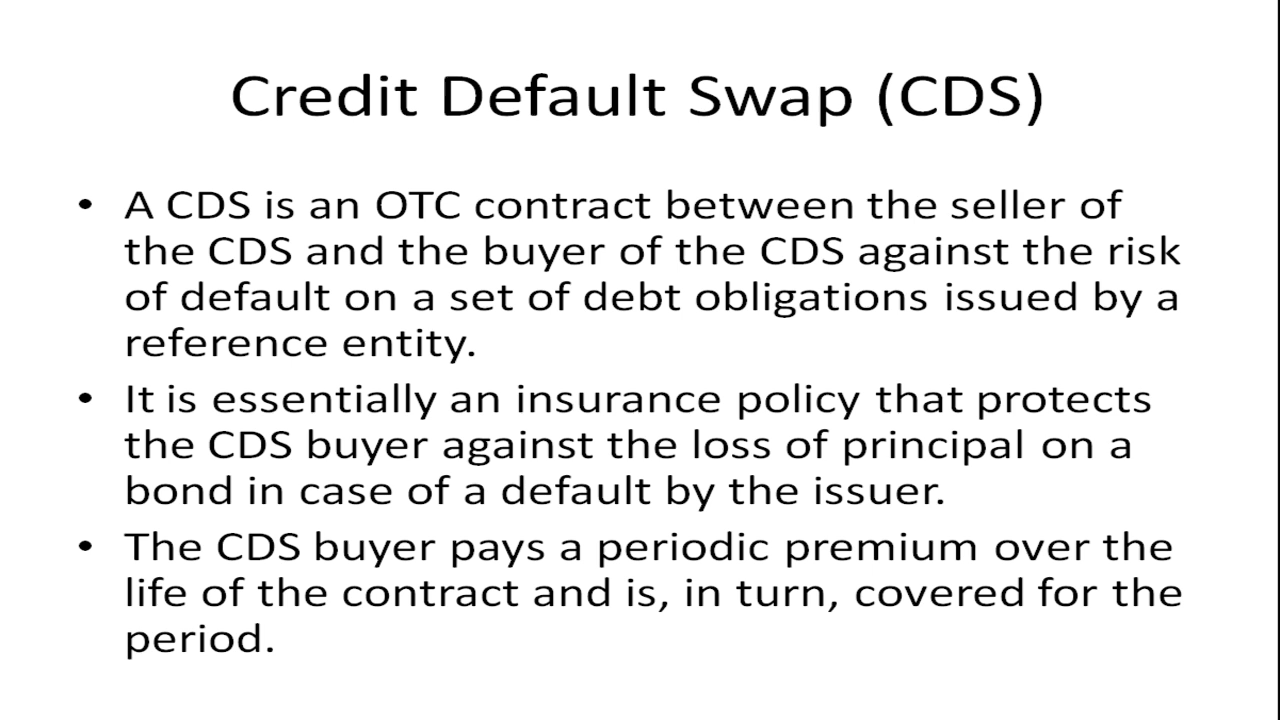 Credit Default Swap (CDS)
• A CDS is an OTC contract between the seller of
the CDS and the buyer of the CDS against the risk
of default on a set of debt obligations issued by a
reference entity.
• It is essentially an insurance policy that protects
the CDS buyer against the loss of principal on a
bond in case of a default by the issuer.
• The CDS buyer pays a periodic premium over the
life of the contract and is, in turn, covered for the
period.